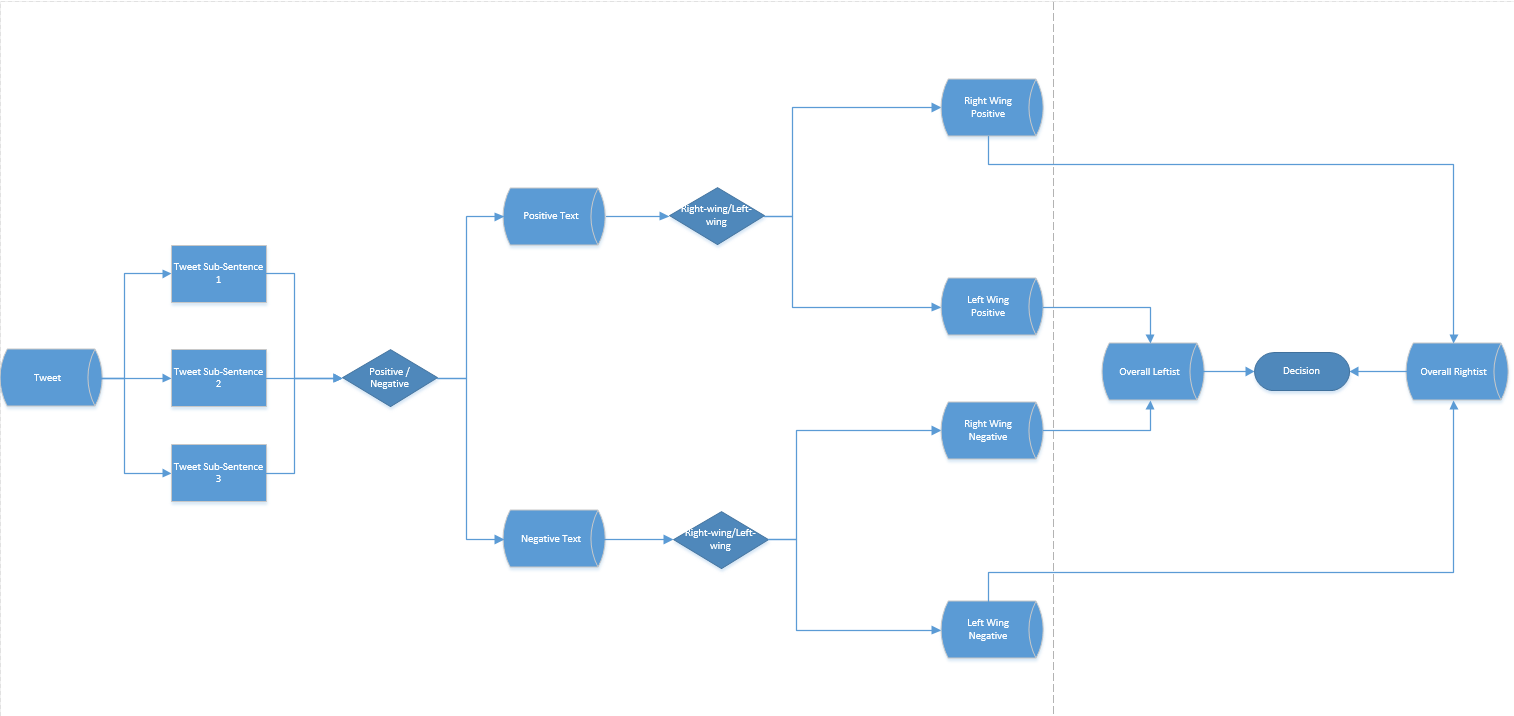 Tweet
Tweet Sub-Sentence
1
Tweet Sub-Sentence
2
Tweet Sub-Sentence
3
Positive /
Negative
Positive Text
Negative Text
Right-wing/Left-
wing
Right-wing/Left-
wing
Right Wing
Positive
Left Wing
Positive
Right Wing
Negative
Left Wing
Negative
Overall Leftist
Decision
Overall Rightist